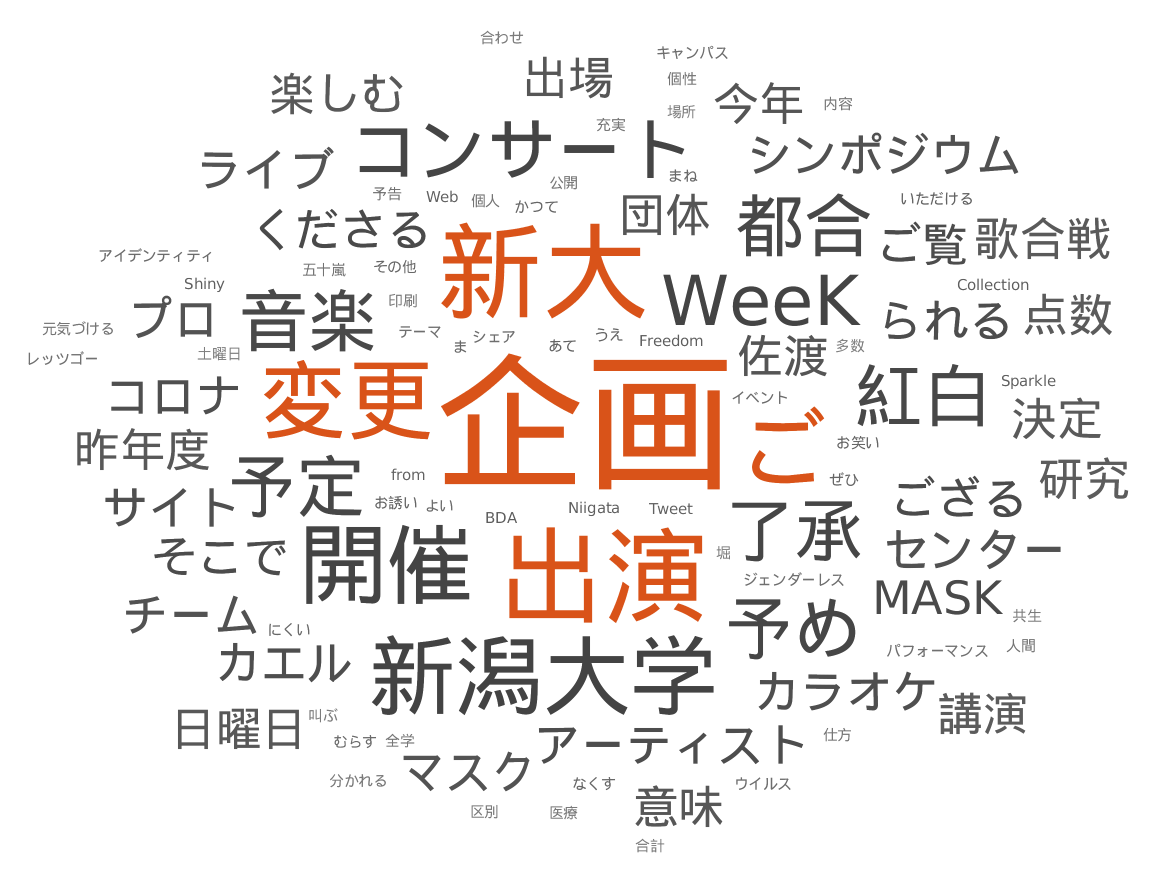 合わせ
キャンパス
出場
個性
楽しむ
今年
内容
場所
充実
コンサート
シンポジウム
ライブ
まね
公開
予告
Web
個人
かつて
いただける
団体
都合
くださる
ご覧
歌合戦
アイデンティティ
五十嵐
その他
新大
Shiny
Collection
WeeK
音楽
印刷
プロ
られる
点数
元気づける
テーマ
シェア
うえ
Freedom
ま
あて
多数
レッツゴー
土曜日
佐渡
変更
企画
Sparkle
コロナ
イベント
紅白
決定
ご
お笑い
昨年度
from
ぜひ
研究
予定
お誘い
よい
サイト
ござる
BDA
Niigata
Tweet
了承
センター
そこで
開催
出演
堀
ジェンダーレス
MASK
チーム
共生
にくい
予め
人間
パフォーマンス
カエル
新潟大学
カラオケ
日曜日
叫ぶ
講演
むらす
全学
アーティスト
仕方
マスク
分かれる
なくす
ウイルス
区別
医療
意味
合計